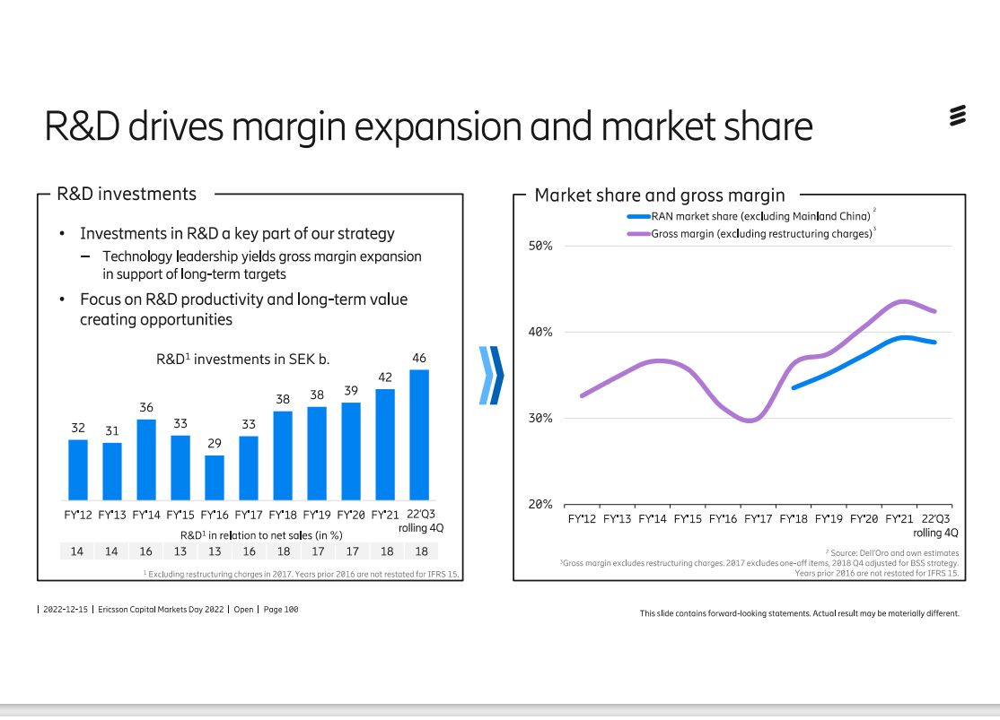 R&D drives margin expansion and market share
R&D investments
• Investments in R&D a key part of our strategy
– Technology leadership yields gross margin expansion
in support of long-term targets
• Focus on R&D productivity and long-term value
creating opportunities
R&D¹ investments in SEK b.
32 31 36 33 29 33 38 38 39 42 46
FY'12 FY'13 FY'14 FY'15 FY'16 FY'17 FY'18 FY'19 FY'20 FY'21 22'Q3
rolling 4Q
R&D¹ in relation to net sales (in %)
14 14 16 13 13 16 18 17 17 18 18
¹ Excluding restructuring charges in 2017. Years prior 2016 are not restated for IFRS 15.
Market share and gross margin
RAN market share (excluding Mainland China) ²
Gross margin (excluding restructuring charges)³
50%
40%
30%
20%
FY'12 FY'13 FY'14 FY'15 FY'16 FY'17 FY'18 FY'19 FY'20 FY'21 22'Q3
rolling 4Q
² Source: Dell'Oro and own estimates
³Gross margin excludes restructuring charges. 2017 excludes one-off items, 2018 Q4 adjusted for BSS strategy.
Years prior 2016 are not restated for IFRS 15.
| 2022-12-15 | Ericsson Capital Markets Day 2022 | Open | Page 100
This slide contains forward-looking statements. Actual result may be materially different.